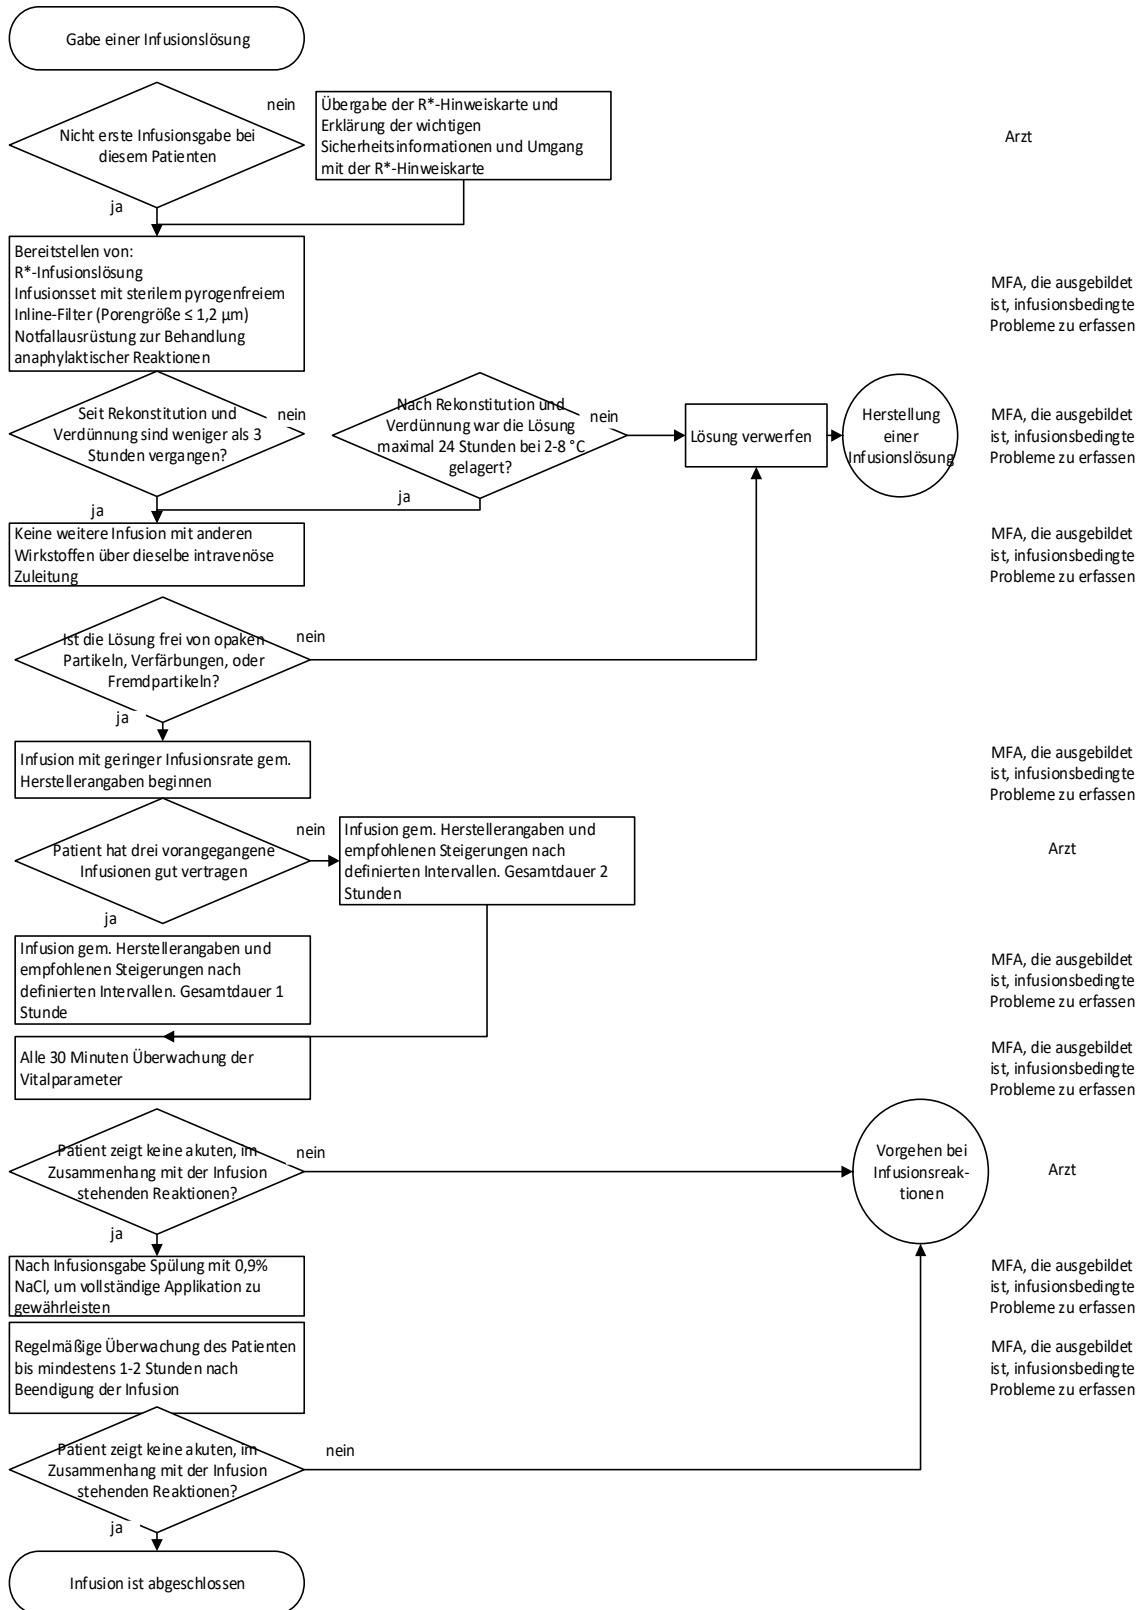 Gabe einer Infusionslösung
nein
Nicht erste Infusionsgabe bei
diesem Patienten
Übergabe der R*-Hinweiskarte und
Erklärung der wichtigen
Sicherheitsinformationen und Umgang
mit der R*-Hinweiskarte
Arzt
ja
Bereitstellen von:
R*-Infusionslösung
Infusionsset mit sterilem pyrogenfreiem
Inline-Filter (Porengröße ≤ 1,2 µm)
Notfallausrüstung zur Behandlung
anaphylaktischer Reaktionen
MFA, die ausgebildet
ist, infusionsbedingte
Probleme zu erfassen
Seit Rekonstitution und
Verdünnung sind weniger als 3
Stunden vergangen?
nein
Nach Rekonstitution und
Verdünnung war die Lösung
maximal 24 Stunden bei 2-8 °C
gelagert?
nein
Lösung verwerfen
Herstellung
einer
Infusionslösung
MFA, die ausgebildet
ist, infusionsbedingte
Probleme zu erfassen
ja
ja
Keine weitere Infusion mit anderen
Wirkstoffen über dieselbe intravenöse
Zuleitung
MFA, die ausgebildet
ist, infusionsbedingte
Probleme zu erfassen
Ist die Lösung frei von opaken
Partikeln, Verfärbungen, oder
Fremdpartikeln?
nein
ja
Infusion mit geringer Infusionsrate gem.
Herstellerangaben beginnen
MFA, die ausgebildet
ist, infusionsbedingte
Probleme zu erfassen
Patient hat drei vorangegangene
Infusionen gut vertragen
nein
Infusion gem. Herstellerangaben und
empfohlenen Steigerungen nach
definierten Intervallen. Gesamtdauer 2
Stunden
Arzt
ja
Infusion gem. Herstellerangaben und
empfohlenen Steigerungen nach
definierten Intervallen. Gesamtdauer 1
Stunde
MFA, die ausgebildet
ist, infusionsbedingte
Probleme zu erfassen
Alle 30 Minuten Überwachung der
Vitalparameter
MFA, die ausgebildet
ist, infusionsbedingte
Probleme zu erfassen
Patient zeigt keine akuten, im
Zusammenhang mit der Infusion
stehenden Reaktionen?
nein
Vorgehen bei
Infusionsreak-
tionen
Arzt
ja
Nach Infusionsgabe Spülung mit 0,9%
NaCl, um vollständige Applikation zu
gewährleisten
MFA, die ausgebildet
ist, infusionsbedingte
Probleme zu erfassen
Regelmäßige Überwachung des Patienten
bis mindestens 1-2 Stunden nach
Beendigung der Infusion
MFA, die ausgebildet
ist, infusionsbedingte
Probleme zu erfassen
Patient zeigt keine akuten, im
Zusammenhang mit der Infusion
stehenden Reaktionen?
nein
ja
Infusion ist abgeschlossen